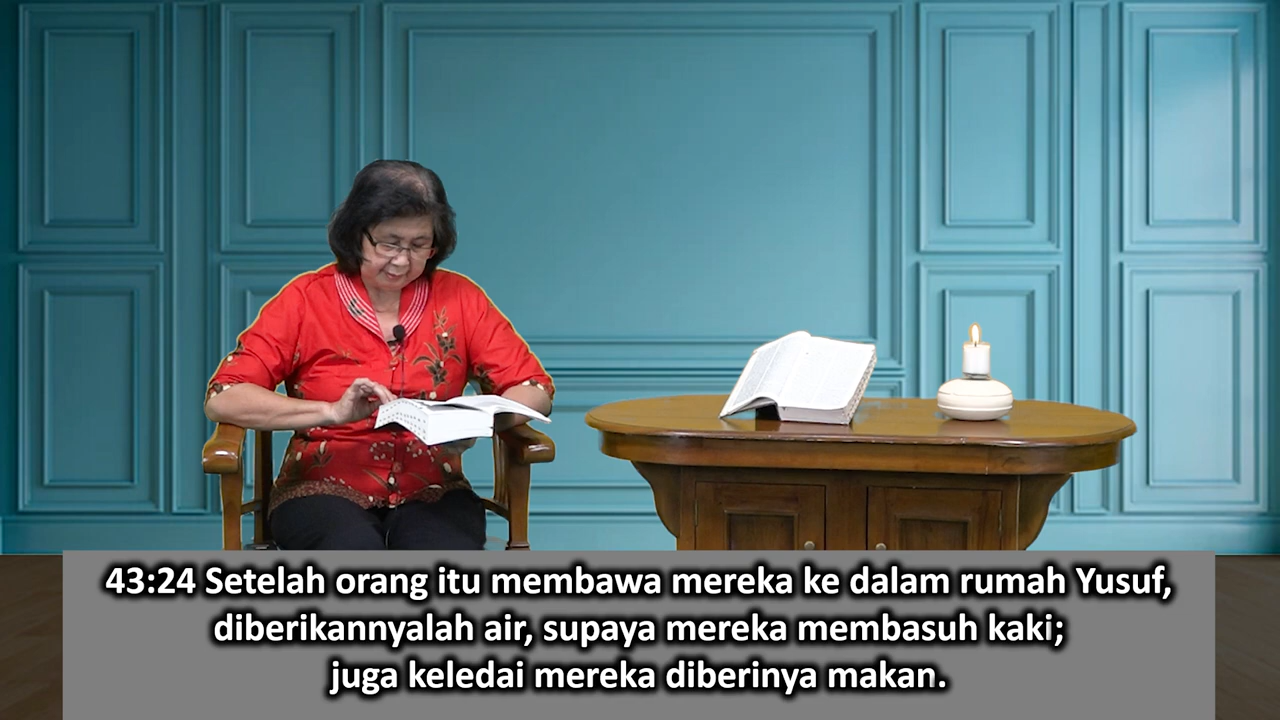 43:24 Setelah orang itu membawa mereka ke dalam rumah Yusuf,
diberikannyalah air, supaya mereka membasuh kaki;
juga keledai mereka diberinya makan.